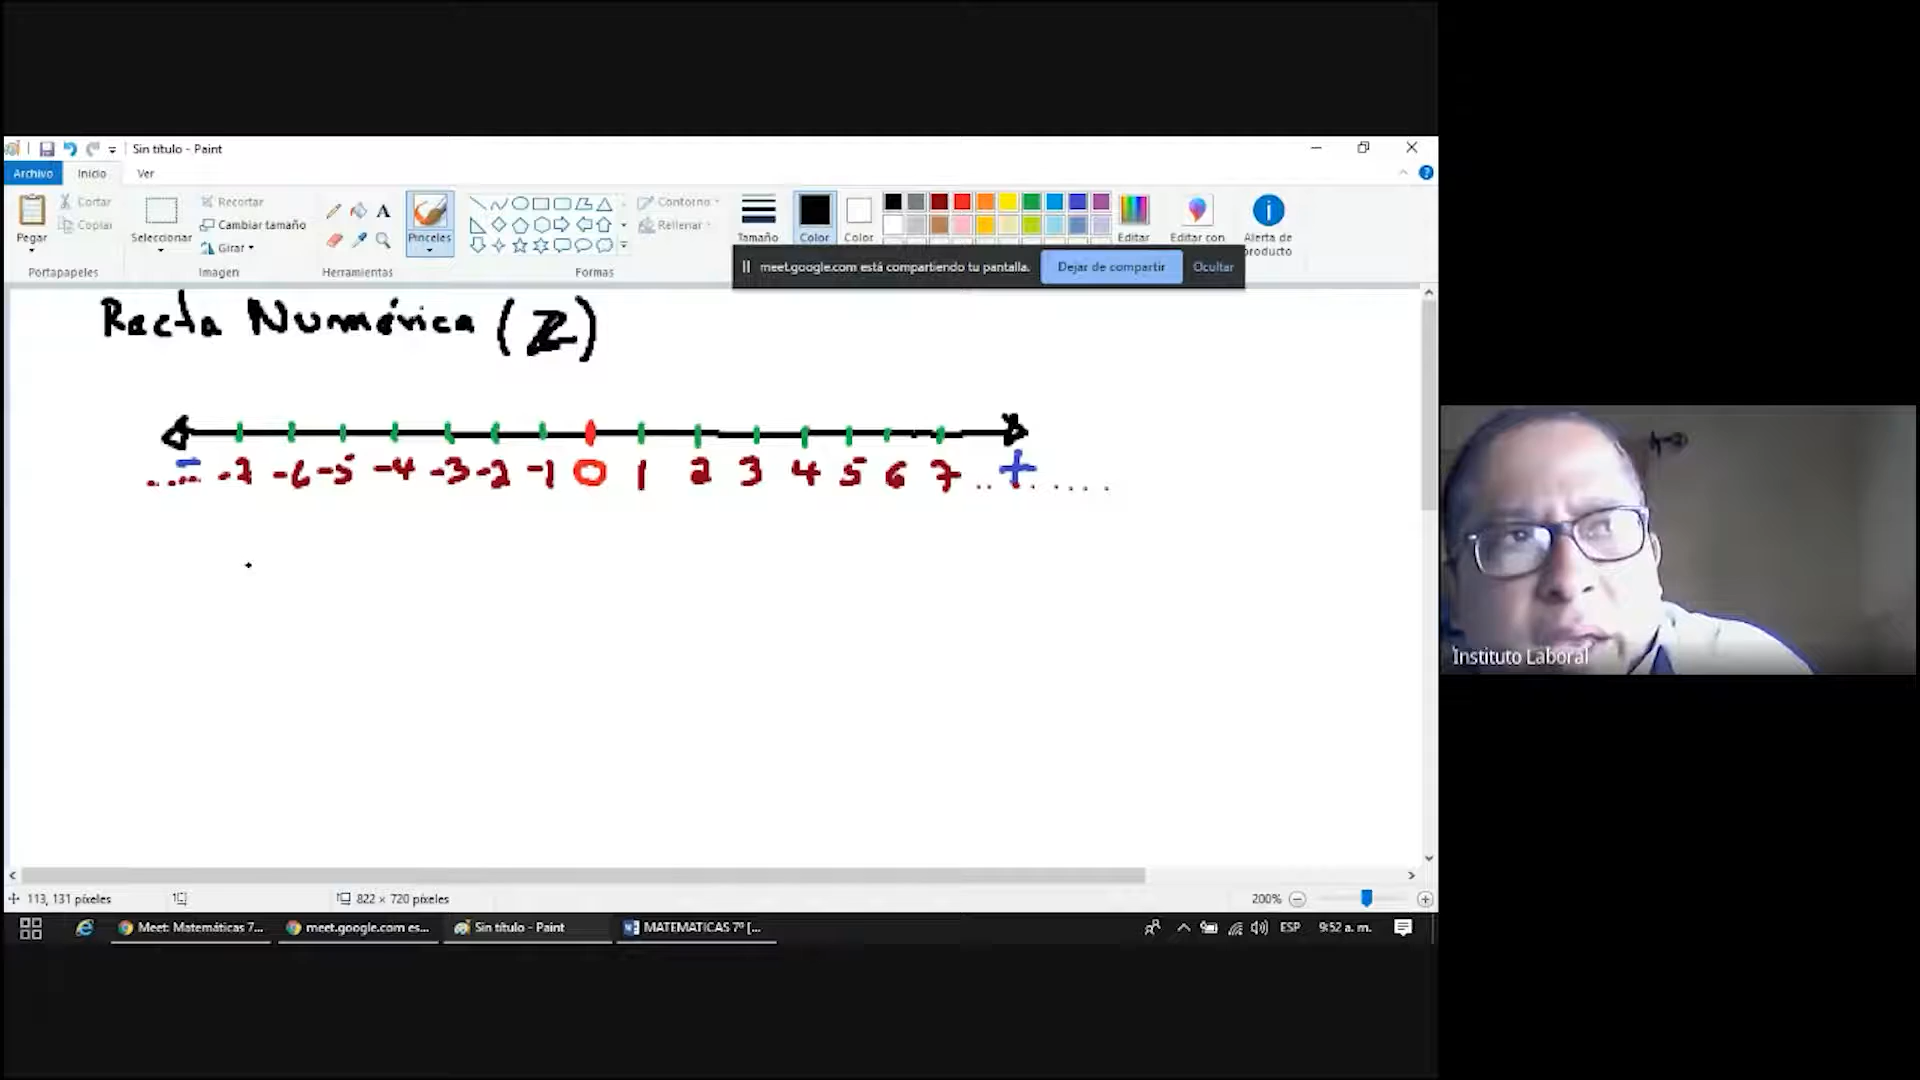 Sin título - Paint
Archivo Inicio Ver
Pegar Cortar Copiar Seleccionar Recortar Cambiar tamaño Girar A Pinceles Contorno Rellenar Tamaño Color Color Editar Editar con Alerta de producto
Portapapeles Imagen Herramientas Formas
meet.google.com está compartiendo tu pantalla. Dejar de compartir Ocultar
Recta Numérica (Z)
..... - -7 -6 -5 -4 -3 -2 -1 0 1 2 3 4 5 6 7 .. + .....
Instituto Laboral
113, 131 píxeles 822 × 720 píxeles 200%
Meet: Matemáticas 7... meet.google.com es... Sin título - Paint MATEMATICAS 7º [... ESP 9:52 a. m.